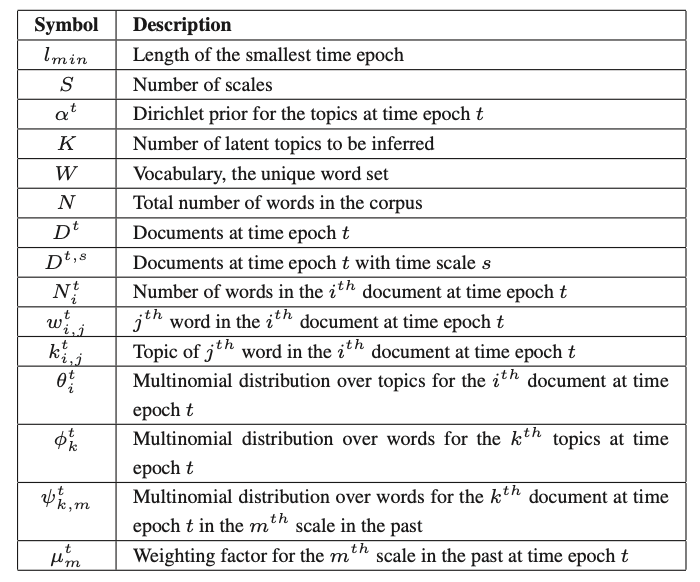 Symbol Description
l_{min} Length of the smallest time epoch
S Number of scales
α^t Dirichlet prior for the topics at time epoch t
K Number of latent topics to be inferred
W Vocabulary, the unique word set
N Total number of words in the corpus
D^t Documents at time epoch t
D^{t,s} Documents at time epoch t with time scale s
N_i^t Number of words in the i^{th} document at time epoch t
w_{i,j}^t j^{th} word in the i^{th} document at time epoch t
k_{i,j}^t Topic of j^{th} word in the i^{th} document at time epoch t
θ_i^t Multinomial distribution over topics for the i^{th} document at time
epoch t
ϕ_k^t Multinomial distribution over words for the k^{th} topics at time
epoch t
ψ_{k,m}^t Multinomial distribution over words for the k^{th} document at time
epoch t in the m^{th} scale in the past
μ_m^t Weighting factor for the m^{th} scale in the past at time epoch t